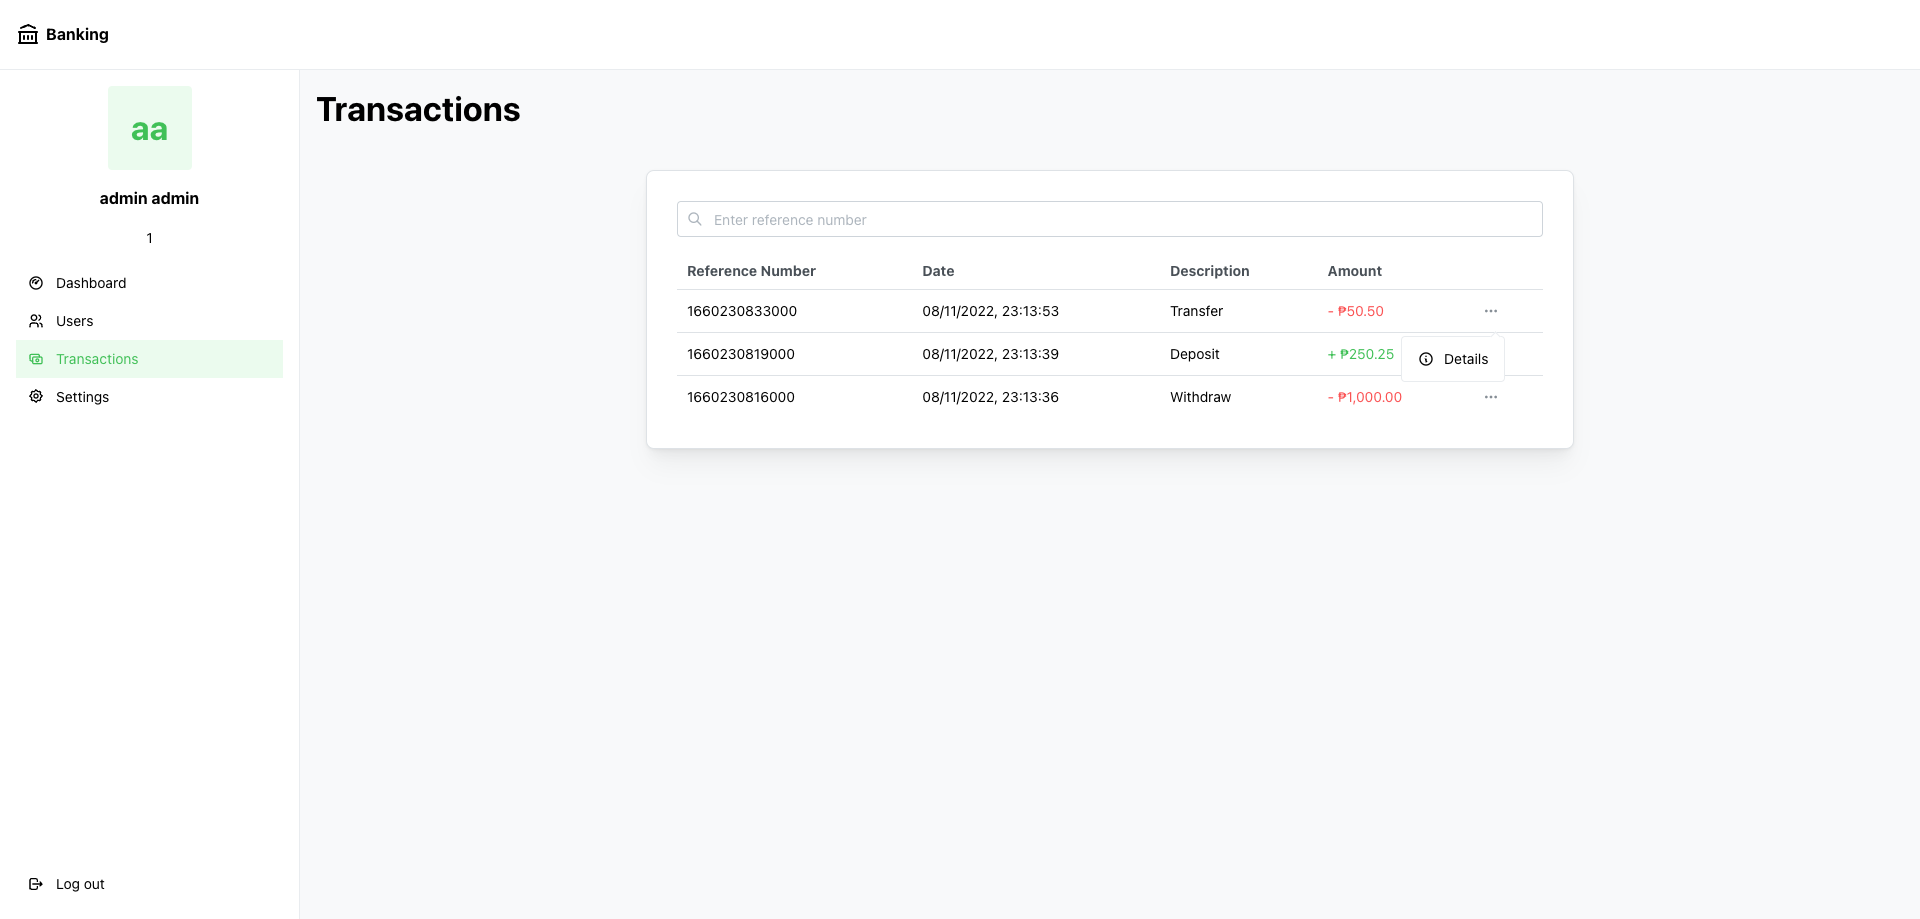 Banking
aa
admin admin
1
Dashboard
Users
Transactions
Settings
Log out
Transactions
Enter reference number
Reference Number Date Description Amount
1660230833000 08/11/2022, 23:13:53 Transfer - ₱50.50
1660230819000 08/11/2022, 23:13:39 Deposit + ₱250.25
Details
1660230816000 08/11/2022, 23:13:36 Withdraw - ₱1,000.00